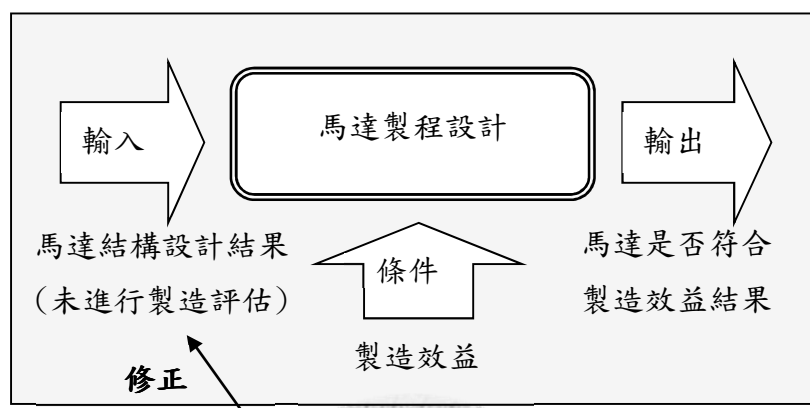 輸入
馬達製程設計
輸出
馬達結構設計結果
(未進行製造評估)
條件
馬達是否符合
製造效益結果
製造效益
修正